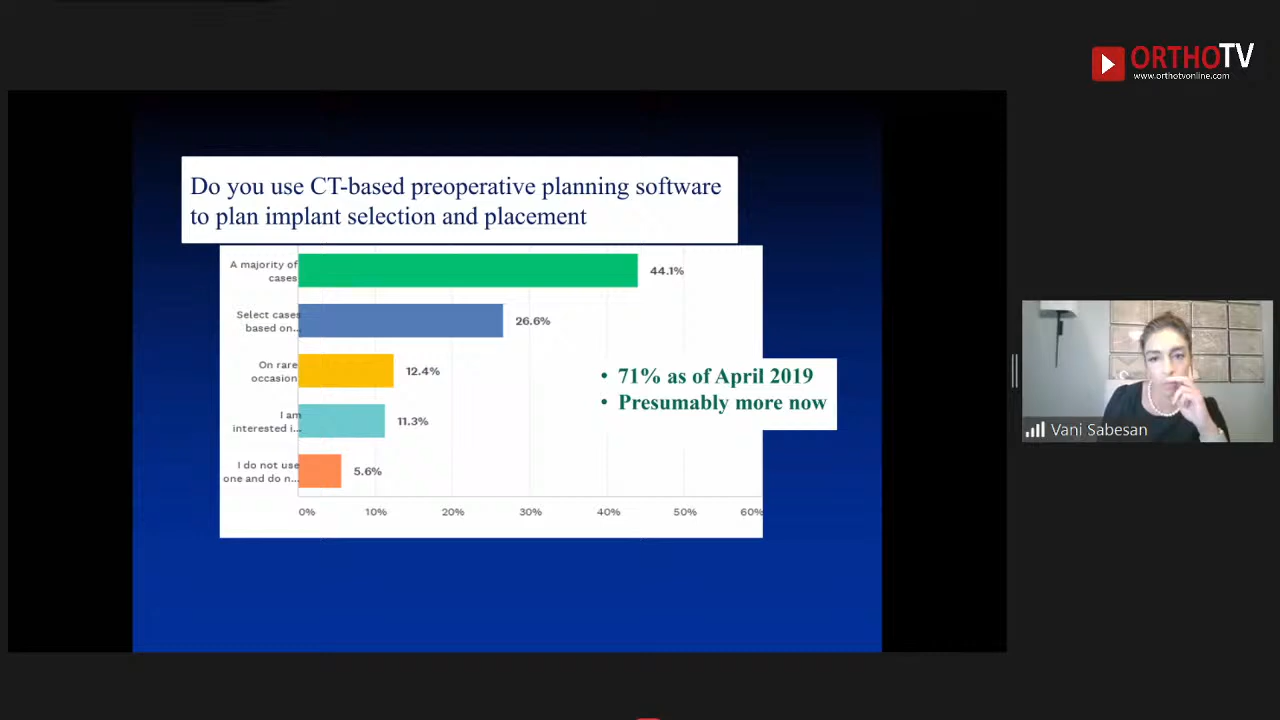 ORTHOTV
www.orthotvonline.com
Do you use CT-based preoperative planning software
to plan implant selection and placement
A majority of
cases
44.1%
Select cases
based on...
26.6%
On rare
occasion
12.4%
I am
interested i...
11.3%
I do not use
one and do n...
5.6%
0% 10% 20% 30% 40% 50% 60%
• 71% as of April 2019
• Presumably more now
Vani Sabesan